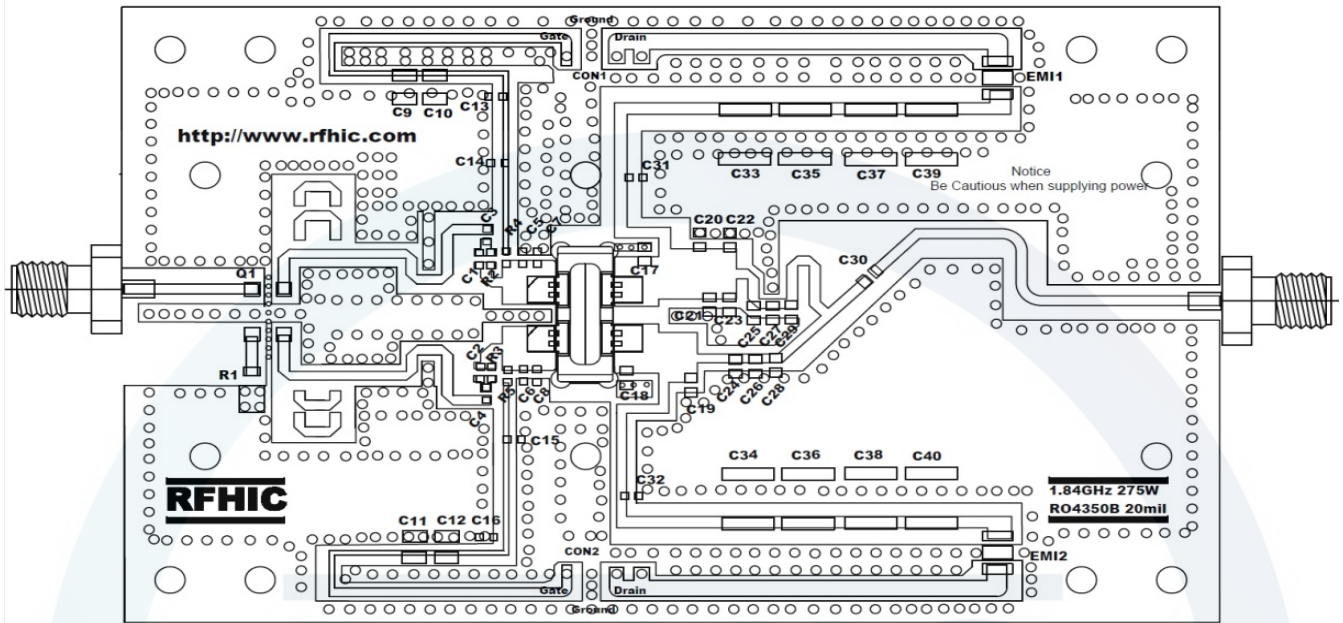 Ground
Gate
Drain
CON1
EMI1
C9
C10
C13
http://www.rfhic.com
C14
C31
C33
C35
C37
C39
Notice
Be Cautious when supplying power
C3
R4
C5
C7
C20
C22
C1
R2
C17
C30
Q1
C21
C23
C25
C27
C29
C2
R3
R1
C4
R5
C6
C8
C18
C19
C24
C26
C28
C15
C34
C36
C38
C40
RFHIC
C32
1.84GHz 275W
RO4350B 20mil
C11
C12
C16
CON2
EMI2
Gate
Drain
Ground